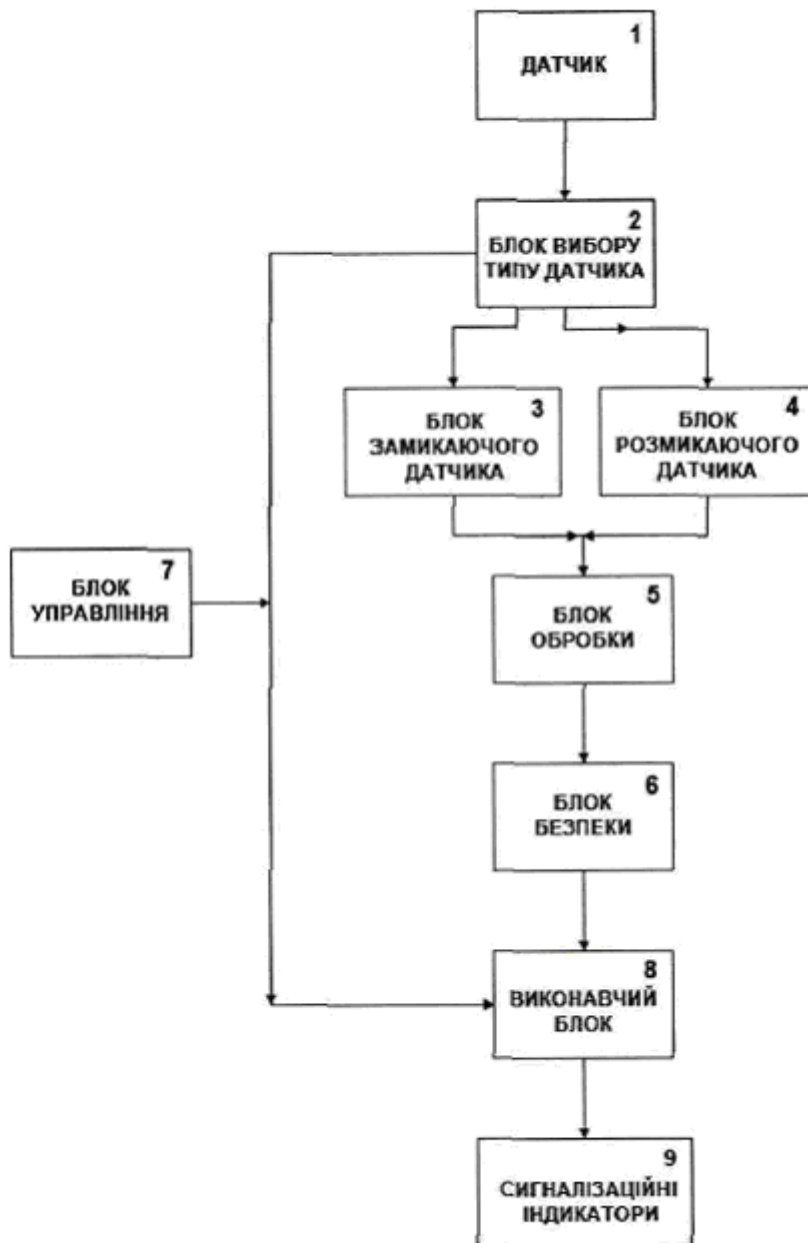 1
ДАТЧИК
2
БЛОК ВИБОРУ
ТИПУ ДАТЧИКА
3
БЛОК
ЗАМИКАЮЧОГО
ДАТЧИКА
4
БЛОК
РОЗМИКАЮЧОГО
ДАТЧИКА
7
БЛОК
УПРАВЛІННЯ
5
БЛОК
ОБРОБКИ
6
БЛОК
БЕЗПЕКИ
8
ВИКОНАВЧИЙ
БЛОК
9
СИГНАЛІЗАЦІЙНІ
ІНДИКАТОРИ